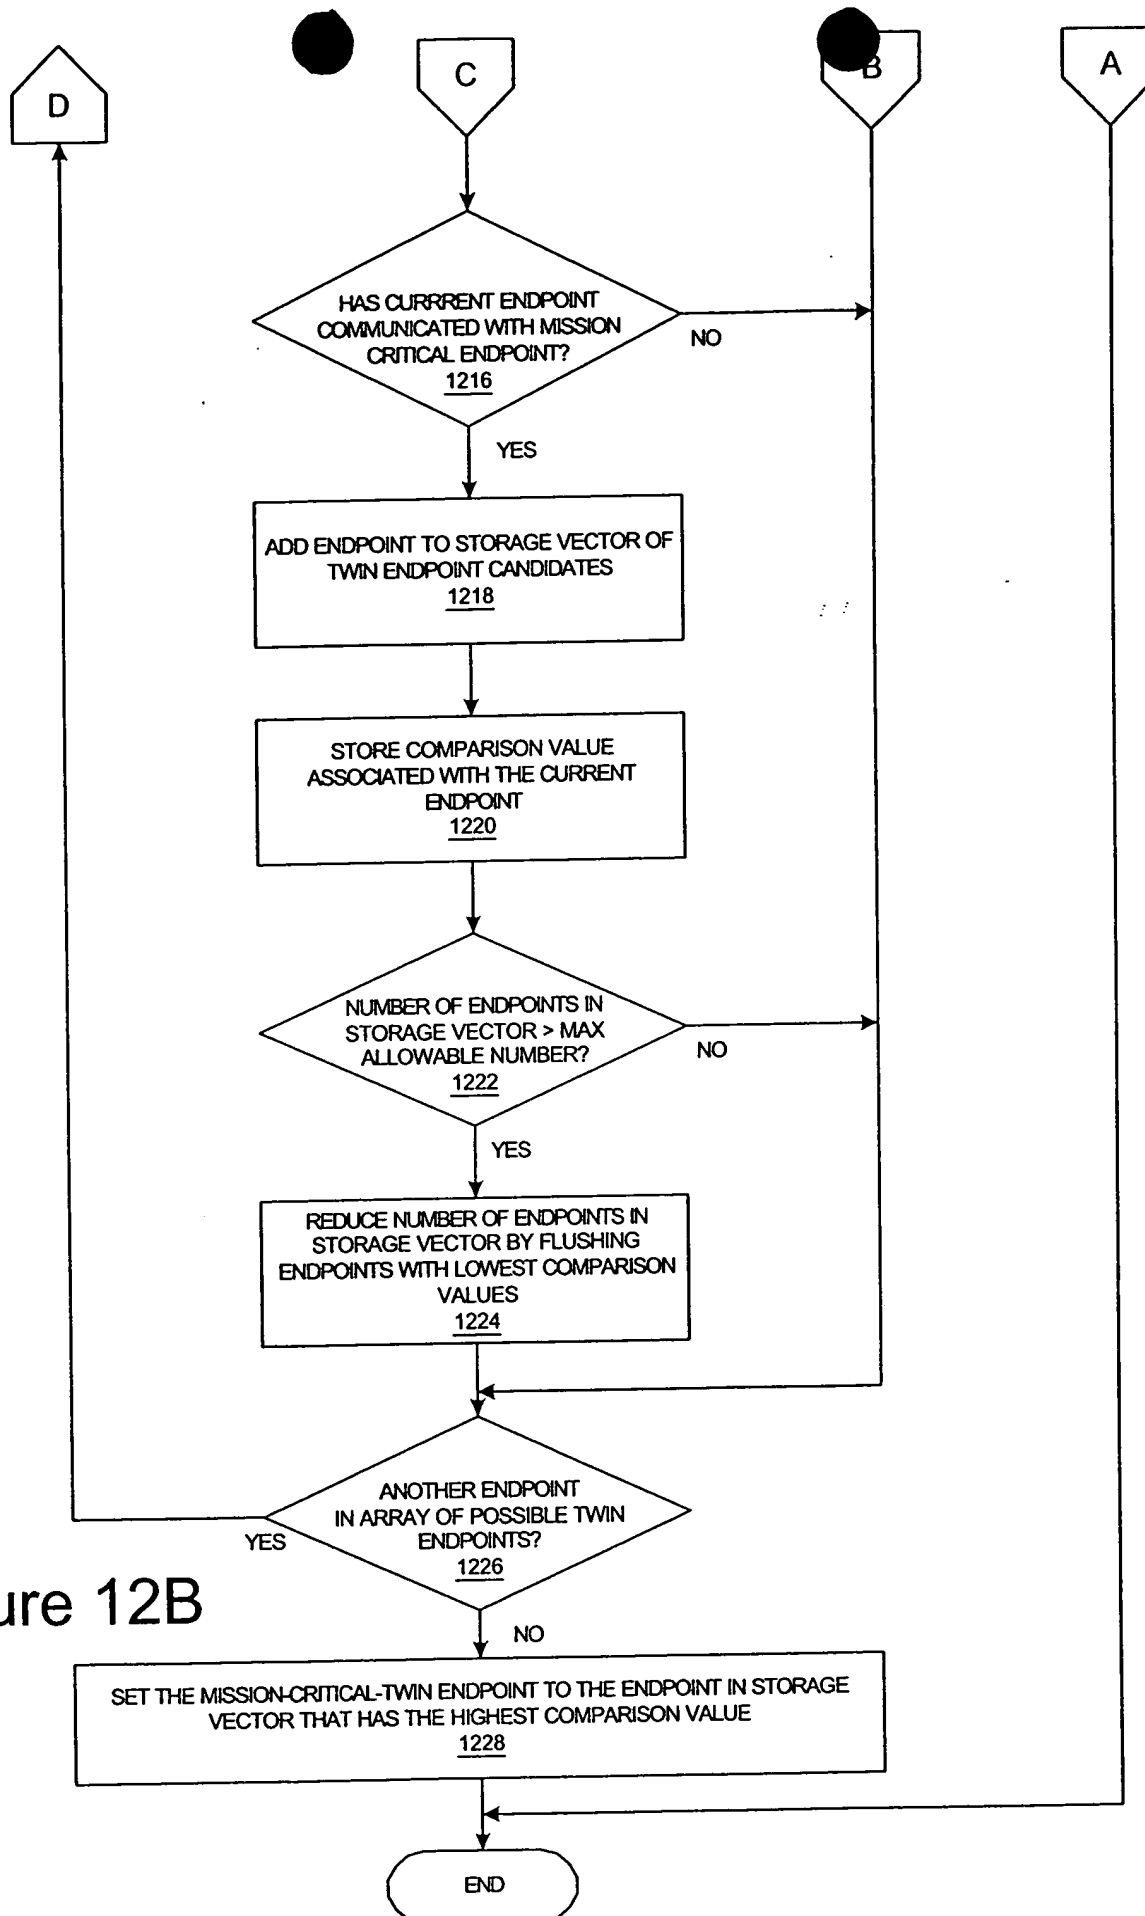 D
C
B
A
HAS CURRRENT ENDPOINT
COMMUNICATED WITH MISSION
CRITICAL ENDPOINT?
1216
NO
YES
ADD ENDPOINT TO STORAGE VECTOR OF
TWIN ENDPOINT CANDIDATES
1218
STORE COMPARISON VALUE
ASSOCIATED WITH THE CURRENT
ENDPOINT
1220
NUMBER OF ENDPOINTS IN
STORAGE VECTOR > MAX
ALLOWABLE NUMBER?
1222
NO
YES
REDUCE NUMBER OF ENDPOINTS IN
STORAGE VECTOR BY FLUSHING
ENDPOINTS WITH LOWEST COMPARISON
VALUES
1224
ANOTHER ENDPOINT
IN ARRAY OF POSSIBLE TWIN
ENDPOINTS?
1226
YES
ure 12B
NO
SET THE MISSION-CRITICAL-TWIN ENDPOINT TO THE ENDPOINT IN STORAGE
VECTOR THAT HAS THE HIGHEST COMPARISON VALUE
1228
END